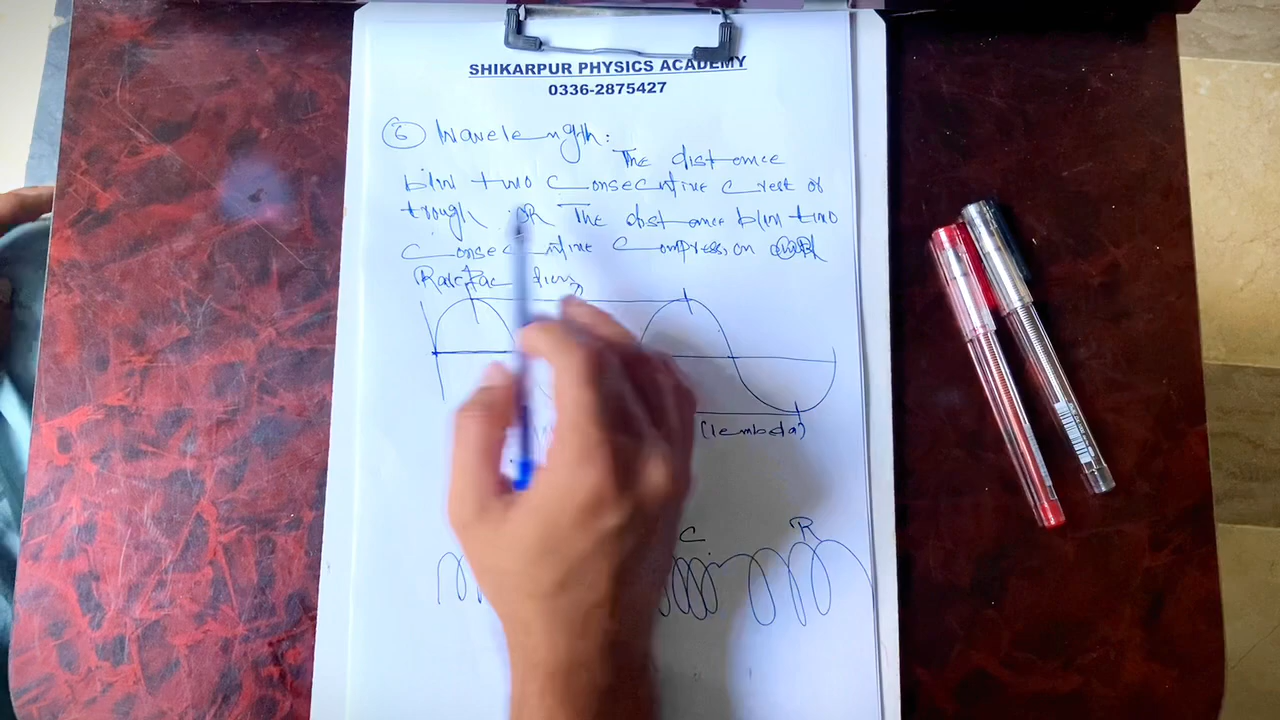 SHIKARPUR PHYSICS ACADEMY
0336-2875427
6 Wavelength:
The distance
b/w two consecutive crest or
trough. OR The distance b/w two
consecutive compression
Rarefaction
(lembda)
C R